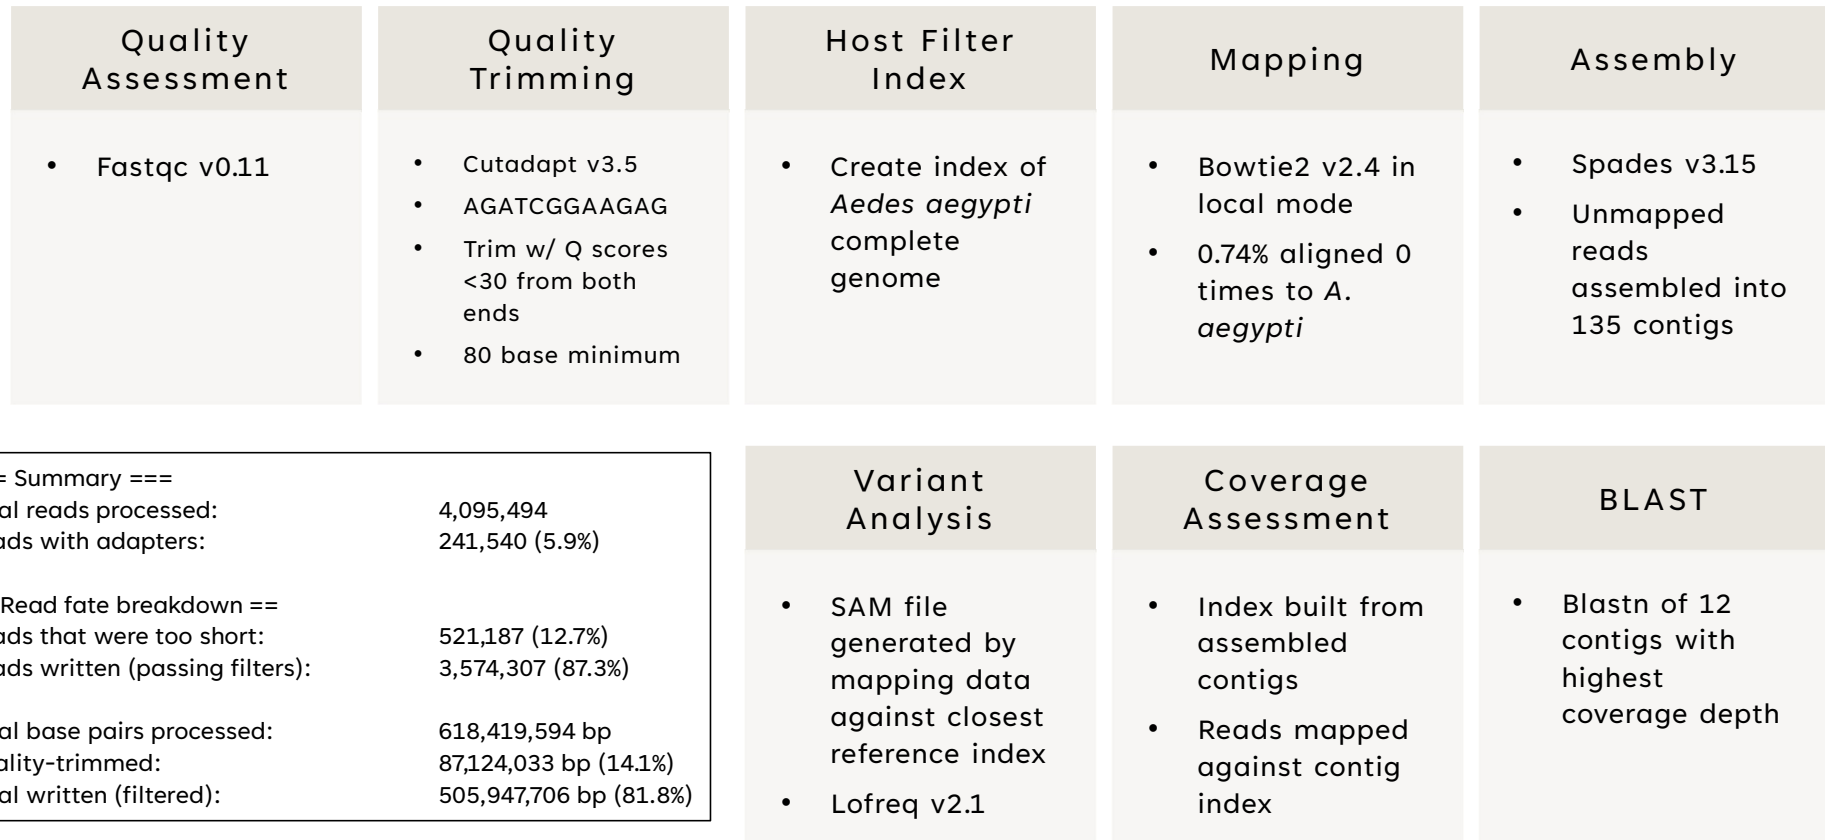 Quality
Assessment
• Fastqc v0.11
Quality
Trimming
• Cutadapt v3.5
• AGATCGGAAGAG
• Trim w/ Q scores
<30 from both
ends
• 80 base minimum
Host Filter
Index
• Create index of
Aedes aegypti
complete
genome
Mapping
• Bowtie2 v2.4 in
local mode
• 0.74% aligned 0
times to A.
aegypti
Assembly
• Spades v3.15
• Unmapped
reads
assembled into
135 contigs
= Summary ===
al reads processed: 4,095,494
ads with adapters: 241,540 (5.9%)
Read fate breakdown ==
ads that were too short: 521,187 (12.7%)
ads written (passing filters): 3,574,307 (87.3%)
al base pairs processed: 618,419,594 bp
ality-trimmed: 87,124,033 bp (14.1%)
al written (filtered): 505,947,706 bp (81.8%)
Variant
Analysis
• SAM file
generated by
mapping data
against closest
reference index
• Lofreq v2.1
Coverage
Assessment
• Index built from
assembled
contigs
• Reads mapped
against contig
index
BLAST
• Blastn of 12
contigs with
highest
coverage depth